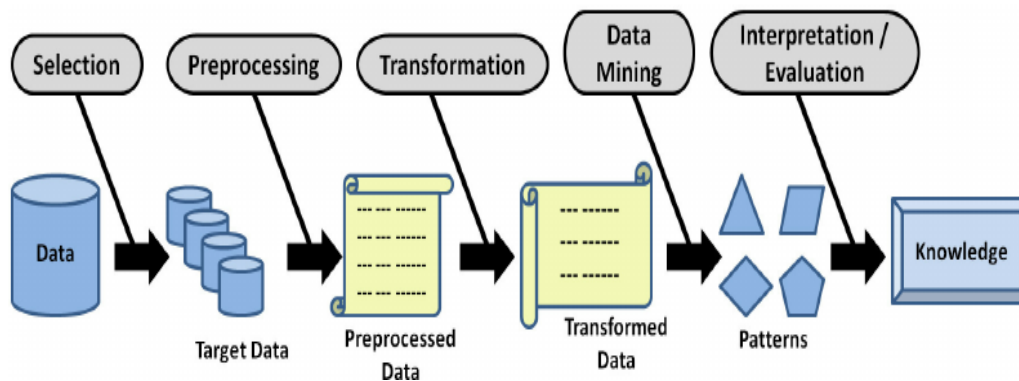 Selection
Preprocessing
Transformation
Data
Mining
Interpretation /
Evaluation
Data
Target Data
--- --- ------
--- --- ------
--- --- ------
--- --- ------
Preprocessed
Data
--- ------
--- ------
--- ------
Transformed
Data
Patterns
Knowledge